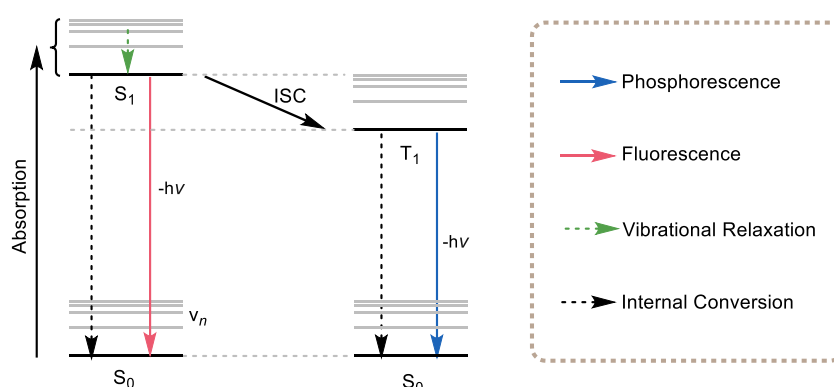 Absorption
S1
ISC
T1
-hν
-hν
vn
S0
S0
Phosphorescence
Fluorescence
Vibrational Relaxation
Internal Conversion